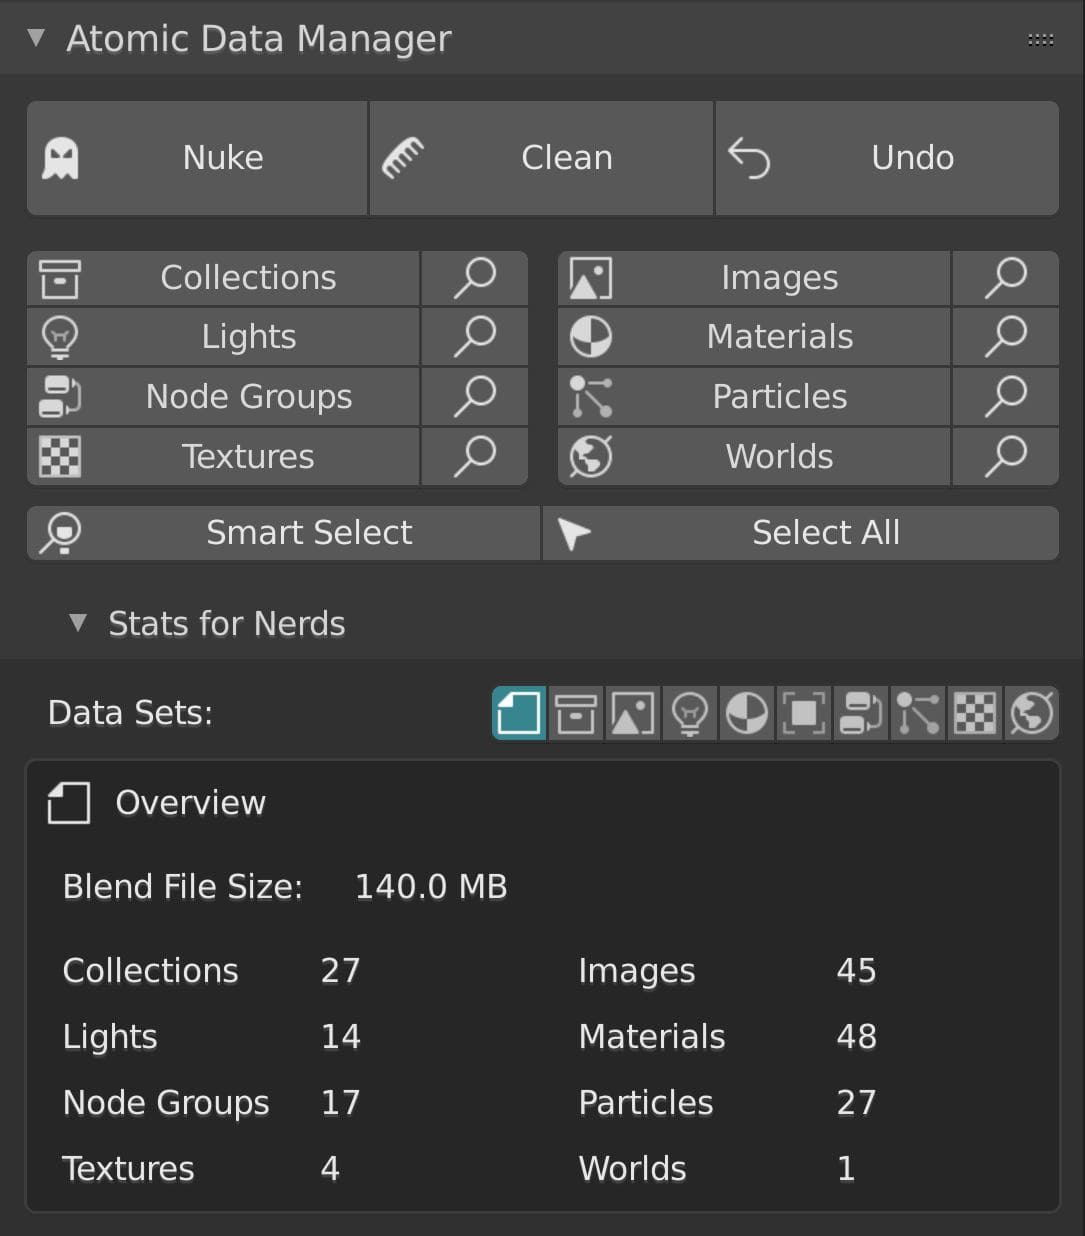 Atomic Data Manager
Nuke Clean Undo
Collections Images
Lights Materials
Node Groups Particles
Textures Worlds
Smart Select Select All
Stats for Nerds
Data Sets:
Overview
Blend File Size: 140.0 MB
Collections 27 Images 45
Lights 14 Materials 48
Node Groups 17 Particles 27
Textures 4 Worlds 1